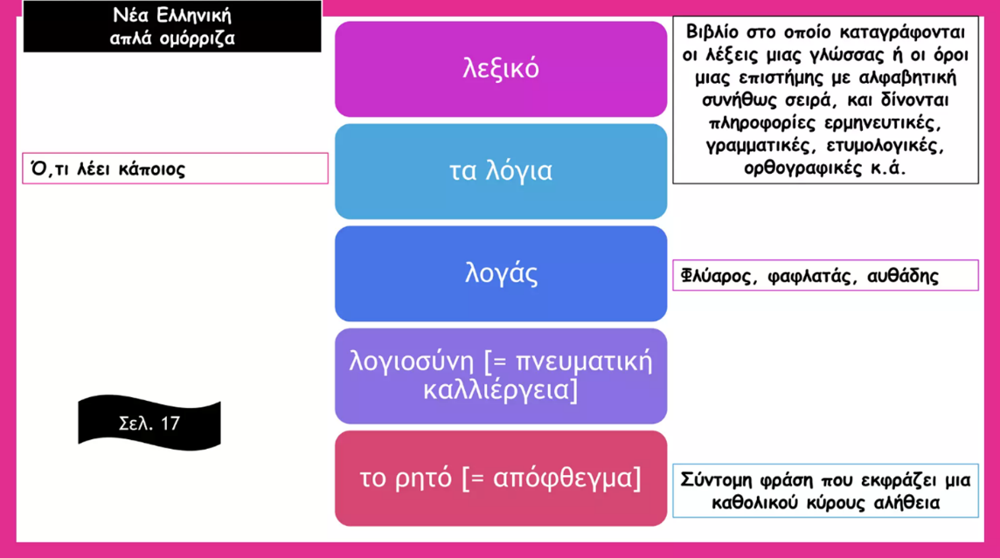 Νέα Ελληνική
απλά ομόρριζα
λεξικό
Βιβλίο στο οποίο καταγράφονται
οι λέξεις μιας γλώσσας ή οι όροι
μιας επιστήμης με αλφαβητική
συνήθως σειρά, και δίνονται
πληροφορίες ερμηνευτικές,
γραμματικές, ετυμολογικές,
ορθογραφικές κ.ά.
Ό,τι λέει κάποιος
τα λόγια
λογάς
Φλύαρος, φαφλατάς, αυθάδης
λογιοσύνη [= πνευματική
καλλιέργεια]
Σελ. 17
το ρητό [= απόφθεγμα]
Σύντομη φράση που εκφράζει μια
καθολικού κύρους αλήθεια